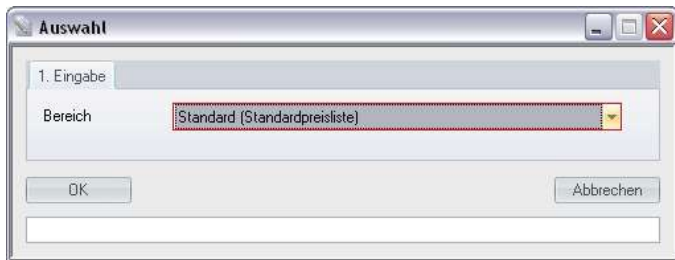 Auswahl
1. Eingabe
Bereich Standard (Standardpreisliste)
OK Abbrechen